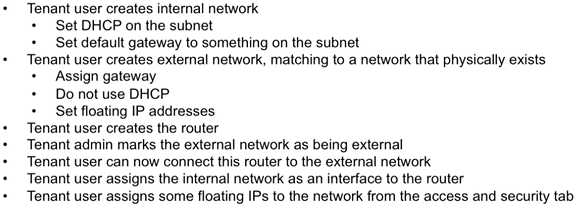 • Tenant user creates internal network
• Set DHCP on the subnet
• Set default gateway to something on the subnet
• Tenant user creates external network, matching to a network that physically exists
• Assign gateway
• Do not use DHCP
• Set floating IP addresses
• Tenant user creates the router
• Tenant admin marks the external network as being external
• Tenant user can now connect this router to the external network
• Tenant user assigns the internal network as an interface to the router
• Tenant user assigns some floating IPs to the network from the access and security tab